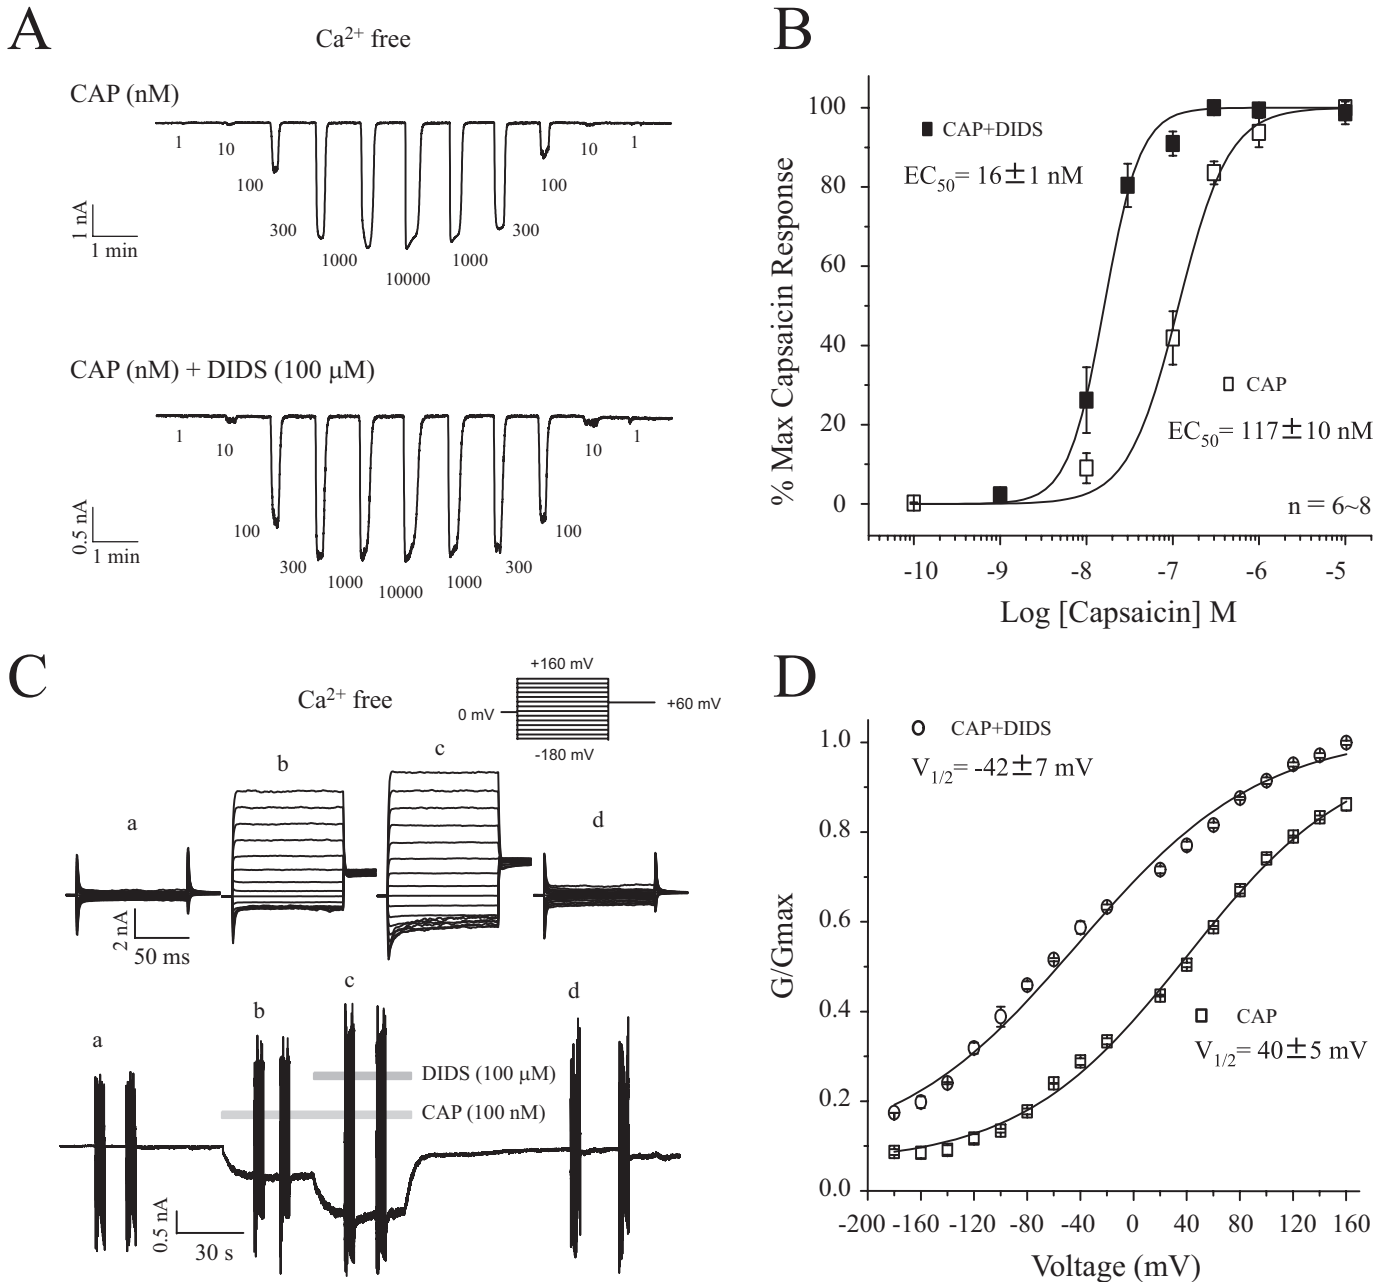 A
Ca²⁺ free
CAP (nM)
1
10
100
300
1000
10000
1000
300
100
10
1
1 nA
1 min
CAP (nM) + DIDS (100 μM)
1
10
100
300
1000
10000
1000
300
100
10
1
0.5 nA
1 min
B
CAP+DIDS
EC₅₀= 16±1 nM
CAP
EC₅₀= 117±10 nM
n = 6~8
% Max Capsaicin Response
100
80
60
40
20
0
-10 -9 -8 -7 -6 -5
Log [Capsaicin] M
C
Ca²⁺ free
+160 mV
0 mV
+60 mV
-180 mV
a
b
c
d
2 nA
50 ms
a
b
c
d
DIDS (100 μM)
CAP (100 nM)
0.5 nA
30 s
D
CAP+DIDS
V₁/₂= -42±7 mV
CAP
V₁/₂= 40±5 mV
G/Gmax
1.0
0.8
0.6
0.4
0.2
0.0
-200 -160 -120 -80 -40 0 40 80 120 160
Voltage (mV)